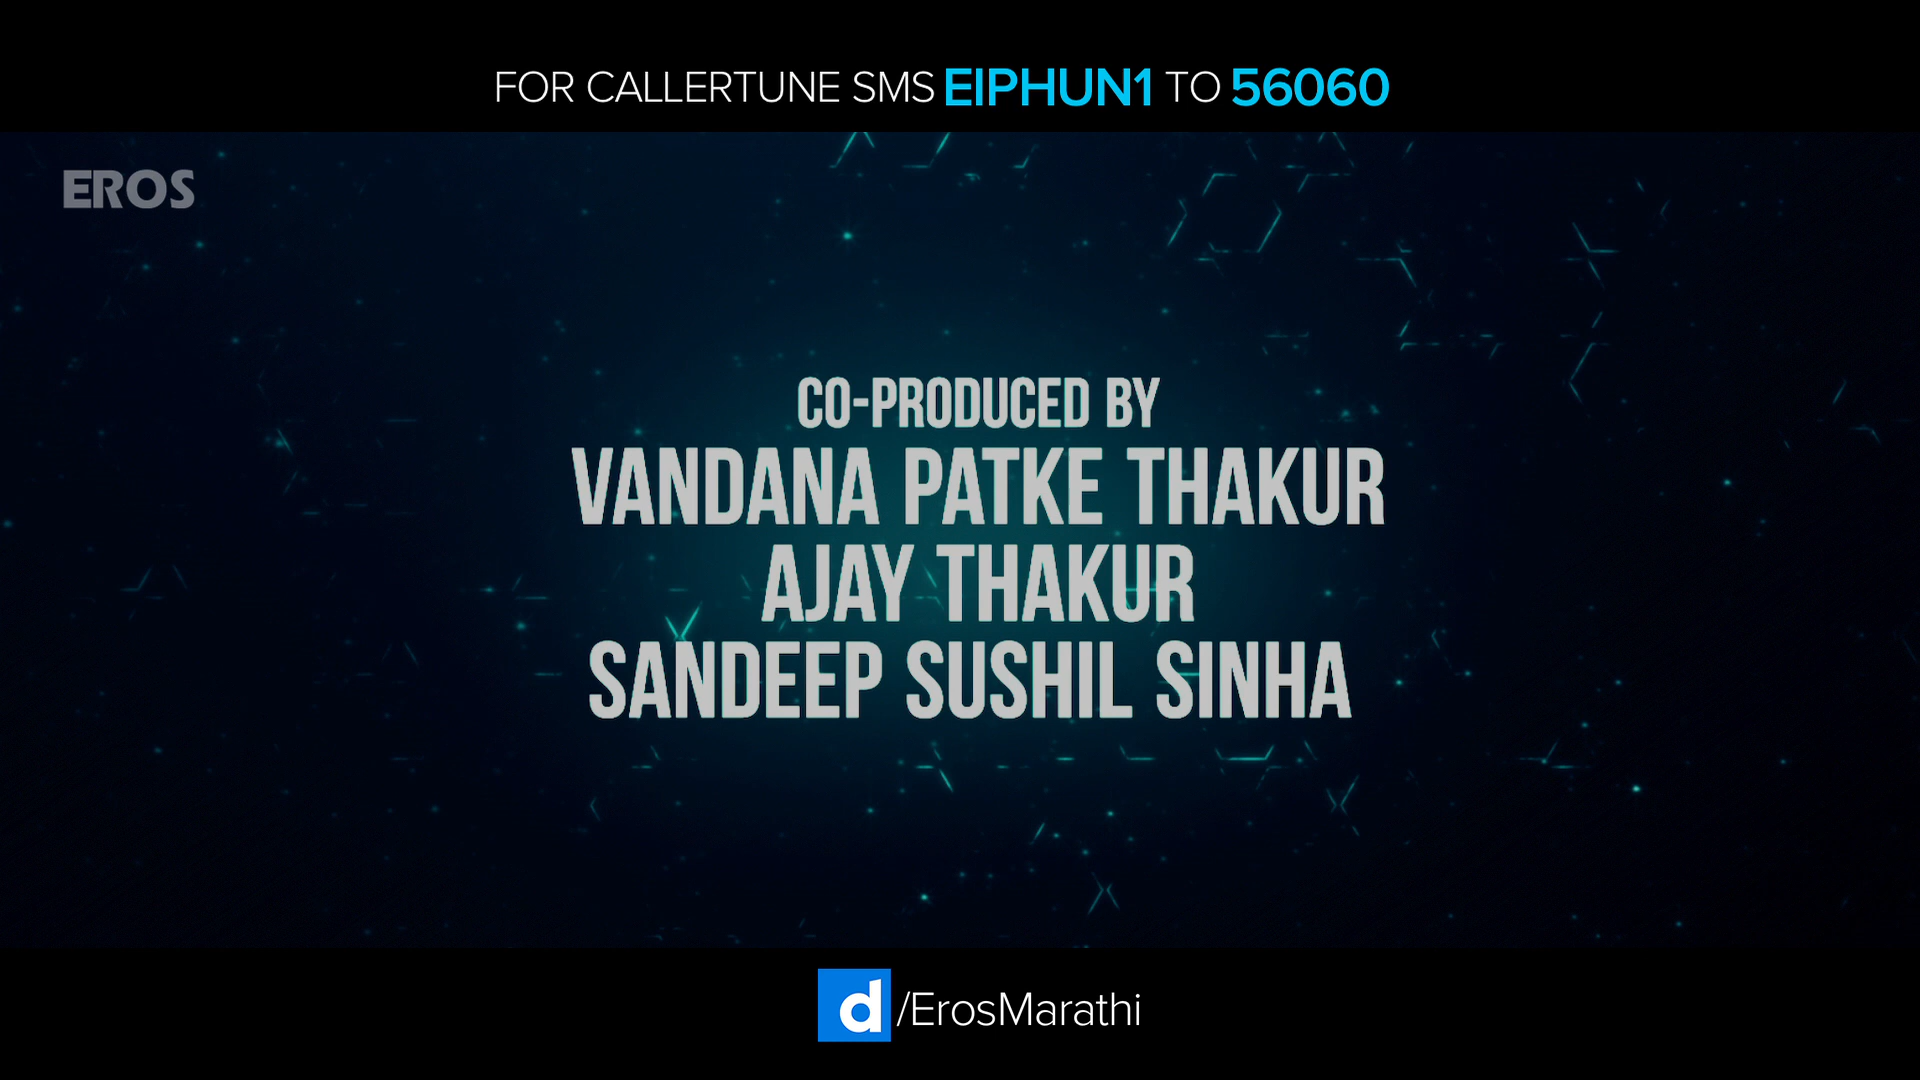 FOR CALLERTUNE SMS EIPHUN1 TO 56060
EROS
CO-PRODUCED BY
VANDANA PATKE THAKUR
AJAY THAKUR
SANDEEP SUSHIL SINHA
d/ErosMarathi